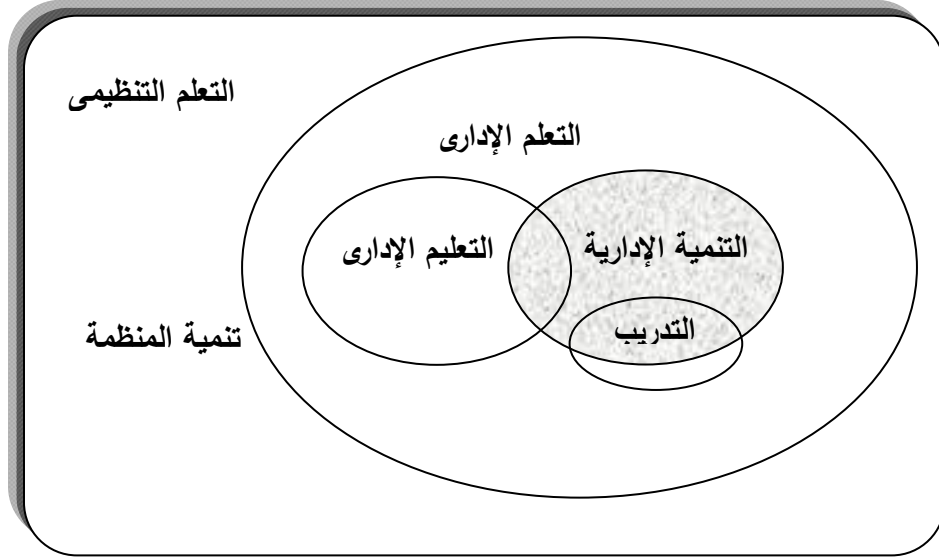 التعلم التنظيمى
التعلم الإدارى
التنمية الإدارية
التعليم الإدارى
تنمية المنظمة
التدريب